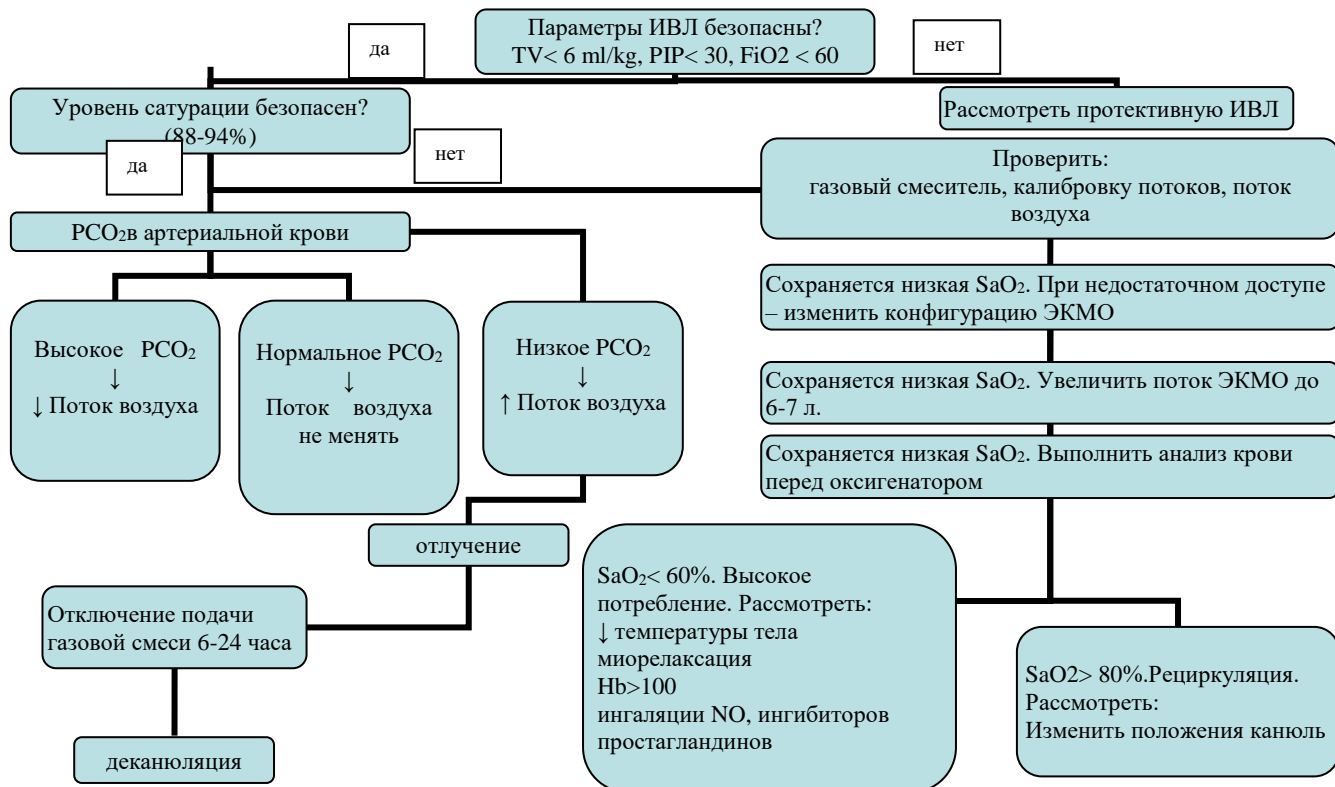 Параметры ИВЛ безопасны?
TV< 6 ml/kg, PIP< 30, FiO2 < 60
да
нет
Уровень сатурации безопасен?
(88-94%)
Рассмотреть протективную ИВЛ
да
нет
Проверить:
газовый смеситель, калибровку потоков, поток
воздуха
PCO₂в артериальной крови
Сохраняется низкая SaO₂. При недостаточном доступе
– изменить конфигурацию ЭКМО
Высокое PCO₂
↓
↓ Поток воздуха
Нормальное PCO₂
↓
Поток воздуха
не менять
Низкое PCO₂
↓
↑ Поток воздуха
Сохраняется низкая SaO₂. Увеличить поток ЭКМО до
6-7 л.
Сохраняется низкая SaO₂. Выполнить анализ крови
перед оксигенатором
отлучение
Отключение подачи
газовой смеси 6-24 часа
деканюляция
SaO₂< 60%. Высокое
потребление. Рассмотреть:
↓ температуры тела
миорелаксация
Hb>100
ингаляции NO, ингибиторов
простагландинов
SaO2> 80%.Рециркуляция.
Рассмотреть:
Изменить положения канюль